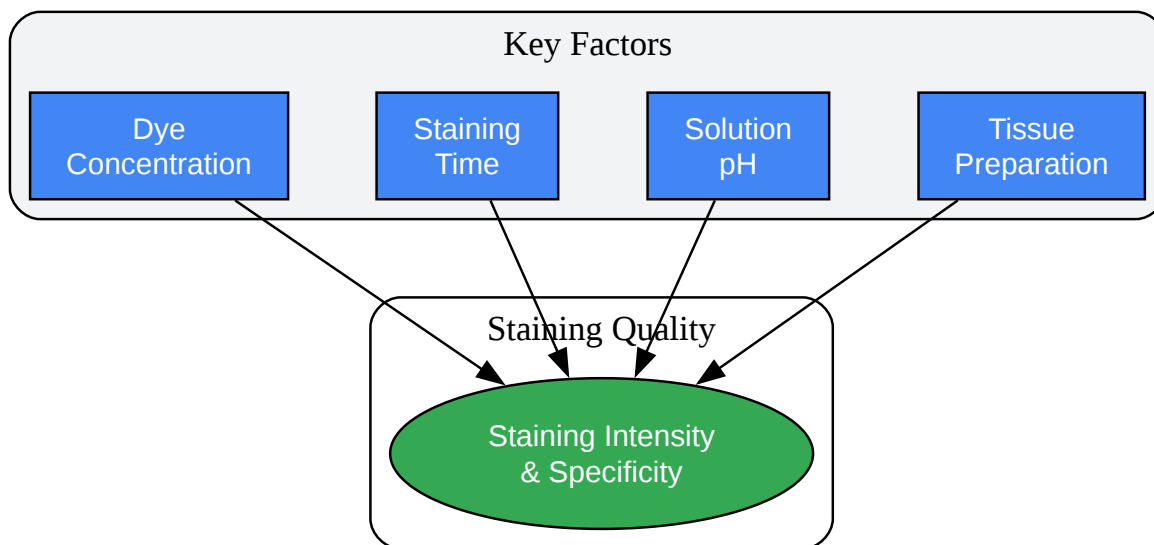 Key Factors
Dye
Concentration
Staining
Time
Solution
pH
Tissue
Preparation
Staining Quality
Staining Intensity
& Specificity